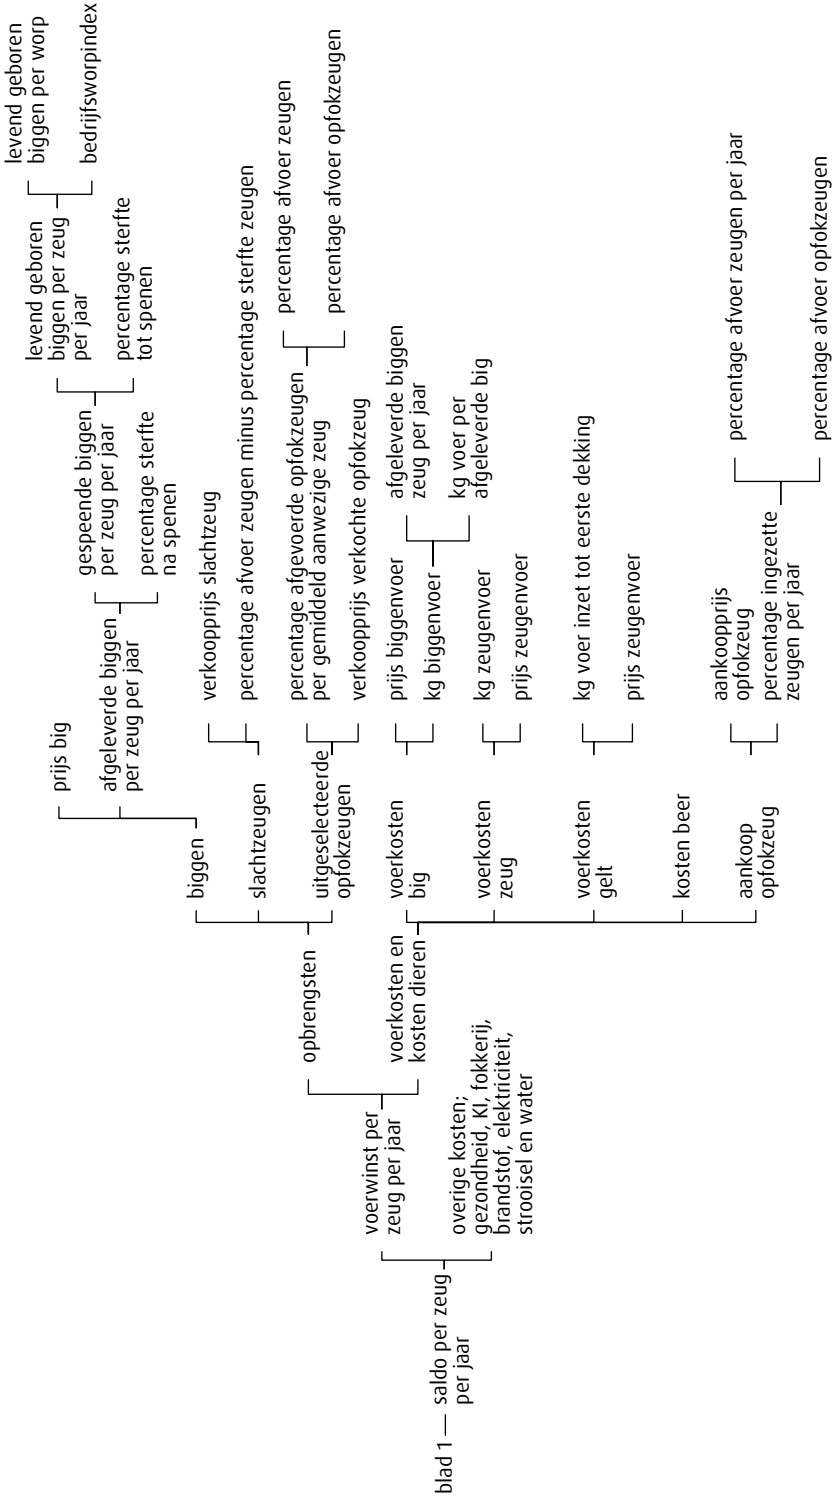 blad 1
saldo per zeug
per jaar
voerwinst per
zeug per jaar
overige kosten;
gezondheid, KI, fokkerij,
brandstof, elektriciteit,
strooisel en water
opbrengsten
voerkosten en
kosten dieren
biggen
slachtzeugen
uitgeselecteerde
opfokzeugen
voerkosten
big
voerkosten
zeug
voerkosten
gelt
kosten beer
aankoop
opfokzeug
prijs big
afgeleverde biggen
per zeug per jaar
verkoopprijs slachtzeug
percentage afvoer zeugen minus percentage sterfte zeugen
percentage afgevoerde opfokzeugen
per gemiddeld aanwezige zeug
verkoopprijs verkochte opfokzeug
prijs biggenvoer
kg biggenvoer
kg zeugenvoer
prijs zeugenvoer
kg voer inzet tot eerste dekking
prijs zeugenvoer
aankoopprijs
opfokzeug
percentage ingezette
zeugen per jaar
gespeende biggen
per zeug per jaar
percentage sterfte
na spenen
afgeleverde biggen
zeug per jaar
kg voer per
afgeleverde big
levend geboren
biggen per zeug
per jaar
percentage sterfte
tot spenen
percentage afvoer zeugen
percentage afvoer opfokzeugen
percentage afvoer zeugen per jaar
percentage afvoer opfokzeugen
levend geboren
biggen per worp
bedrijfsworpindex